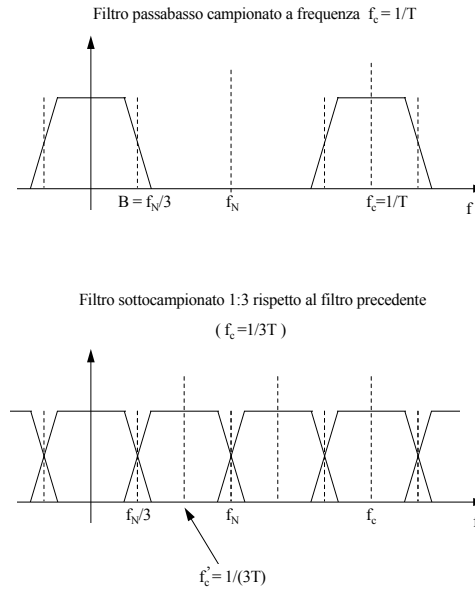 Filtro passabasso campionato a frequenza f_c = 1/T
B = f_N/3
f_N
f_c=1/T
f
Filtro sottocampionato 1:3 rispetto al filtro precedente
( f_c = 1/3T )
f_N/3
f_N
f_c
f_c' = 1/(3T)